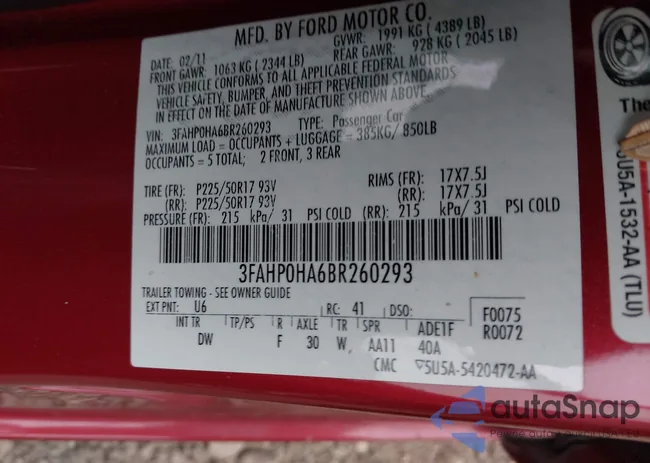 MFD. BY FORD MOTOR CO.
DATE: 02/11 GVWR: 1991 KG ( 4389 LB)
FRONT GAWR: 1063 KG ( 2344 LB) REAR GAWR: 928 KG ( 2045 LB)
THIS VEHICLE CONFORMS TO ALL APPLICABLE FEDERAL MOTOR
VEHICLE SAFETY, BUMPER, AND THEFT PREVENTION STANDARDS
IN EFFECT ON THE DATE OF MANUFACTURE SHOWN ABOVE.
VIN: 3FAHP0HA6BR260293 TYPE: Passenger Car
MAXIMUM LOAD = OCCUPANTS + LUGGAGE = 385KG/ 850LB
OCCUPANTS = 5 TOTAL; 2 FRONT, 3 REAR
TIRE (FR): P225/50R17 93V RIMS (FR): 17X7.5J
(RR): P225/50R17 93V (RR): 17X7.5J
PRESSURE (FR): 215 kPa/ 31 PSI COLD (RR): 215 kPa/ 31 PSI COLD
3FAHP0HA6BR260293
TRAILER TOWING - SEE OWNER GUIDE
EXT PNT: U6 RC: 41 DSO: F0075
INT TR TP/PS R AXLE TR SPR ADE1F R0072
DW F 30 W, AA11 40A
CMC 5U5A-5420472-AA
The
5U5A-1532-AA (TLU)
autaSnap